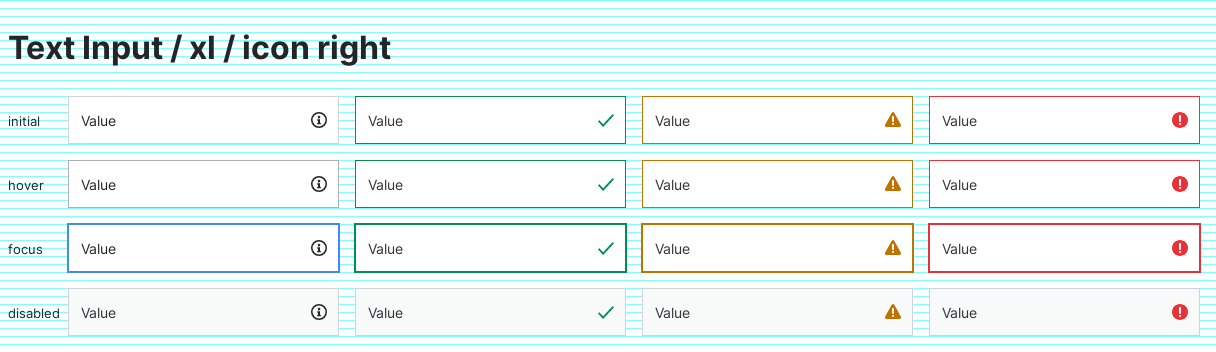 Text Input / xl / icon right
initial Value Value Value Value
hover Value Value Value Value
focus Value Value Value Value
disabled Value Value Value Value